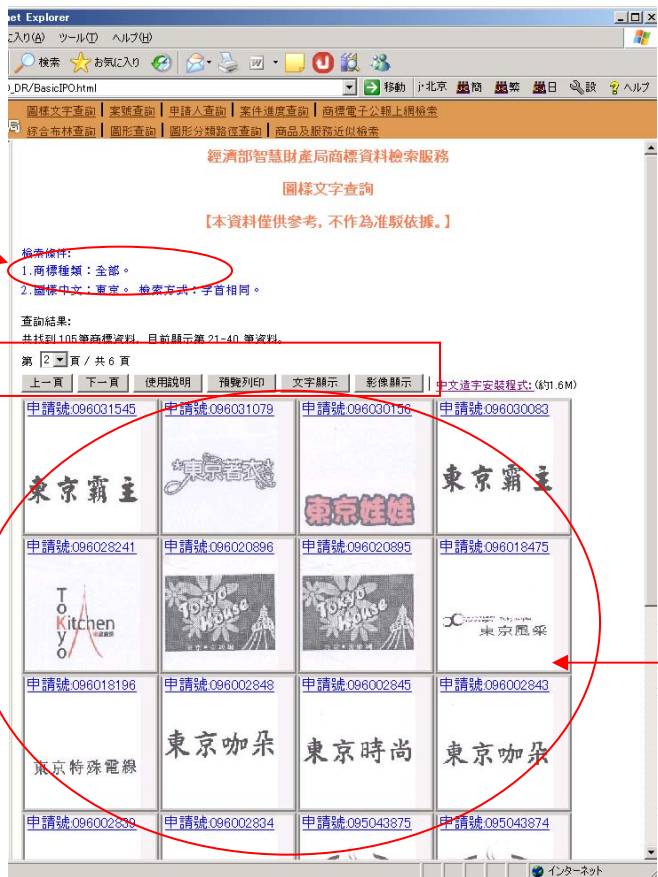 net Explorer
に入り(A) ツール(T) ヘルプ(H)
検索 お気に入り
_DR/BasicIPO.html 移動 北京 簡 繁 日 設 ヘルプ
圖樣文字查詢 案號查詢 申請人查詢 案件進度查詢 商標電子公報上網檢索
局 綜合布林查詢 圖形查詢 圖形分類路徑查詢 商品及服務近似檢索
經濟部智慧財產局商標資料檢索服務
圖樣文字查詢
【本資料僅供參考, 不作為准駁依據。】
檢索條件:
1.商標種類：全部。
2.圖樣中文：東京。 檢索方式：字首相同。
查詢結果:
共找到105筆商標資料, 目前顯示第 21-40 筆資料。
第 2 頁 / 共 6 頁
上一頁 下一頁 使用說明 預覽列印 文字顯示 影像顯示 | 中文造字安裝程式:(約1.6M)
申請號:096031545 申請號:096031079 申請號:096030156 申請號:096030083
東京霸主 東京著衣 東京娃娃 東京霸主
申請號:096028241 申請號:096020896 申請號:096020895 申請號:096018475
Tokyo Kitchen Tokyo House Tokyo House 東京風采
申請號:096018196 申請號:096002848 申請號:096002845 申請號:096002843
東京特殊電線 東京咖朵 東京時尚 東京咖朵
申請號:096002839 申請號:096002834 申請號:095043875 申請號:095043874
インターネット